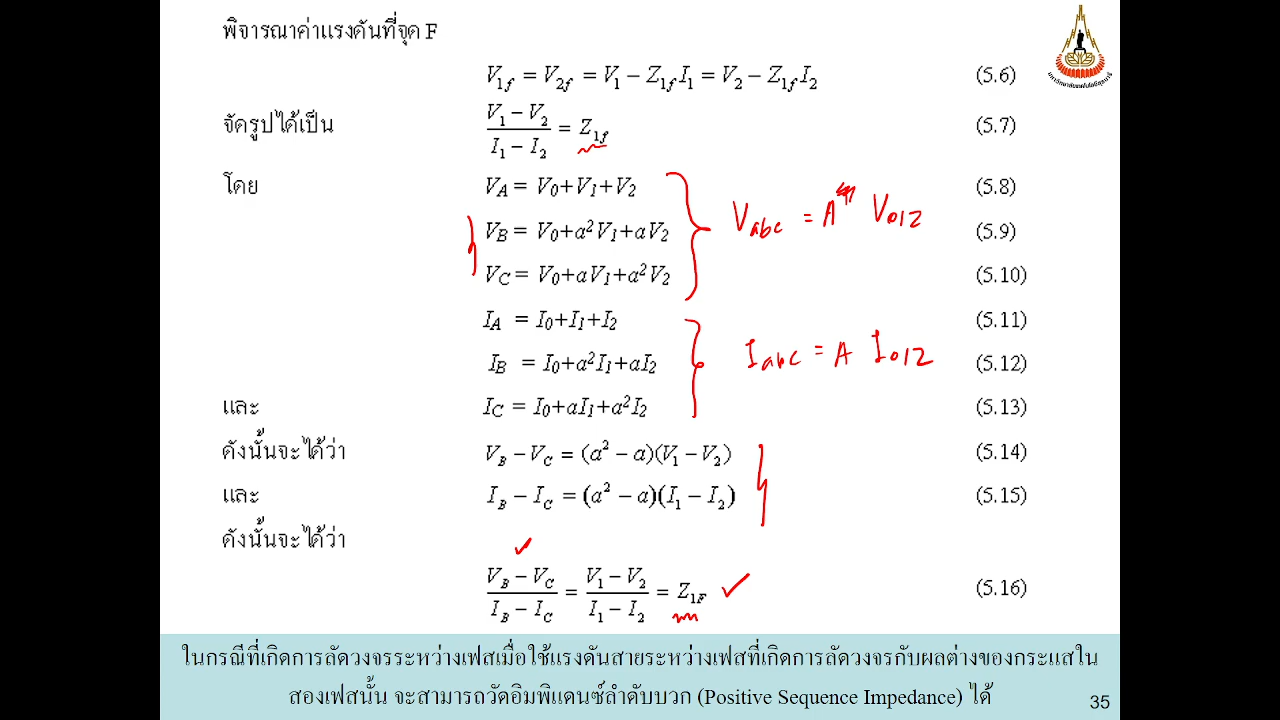 พิจารณาค่าแรงดันที่จุด F
V1f = V2f = V1 − Z1f I1 = V2 − Z1f I2 (5.6)
จัดรูปได้เป็น (V1 − V2) / (I1 − I2) = Z1f (5.7)
โดย VA = V0+V1+V2 (5.8)
VB = V0+a²V1+aV2 (5.9)
Vabc = A V012
VC = V0+aV1+a²V2 (5.10)
IA = I0+I1+I2 (5.11)
IB = I0+a²I1+aI2 (5.12)
Iabc = A I012
และ IC = I0+aI1+a²I2 (5.13)
ดังนั้นจะได้ว่า VB − VC = (a² − a)(V1 − V2) (5.14)
และ IB − IC = (a² − a)(I1 − I2) (5.15)
ดังนั้นจะได้ว่า
(VB − VC) / (IB − IC) = (V1 − V2) / (I1 − I2) = Z1F (5.16)
ในกรณีที่เกิดการลัดวงจรระหว่างเฟสเมื่อใช้แรงดันสายระหว่างเฟสที่เกิดการลัดวงจรกับผลต่างของกระแสใน
สองเฟสนั้น จะสามารถวัดอิมพิแดนซ์ลำดับบวก (Positive Sequence Impedance) ได้
35